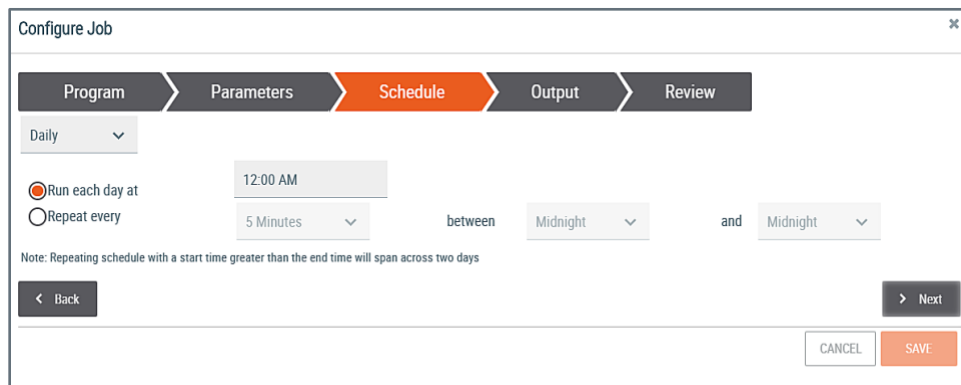 Configure Job
Program Parameters Schedule Output Review
Daily
Run each day at 12:00 AM
Repeat every 5 Minutes between Midnight and Midnight
Note: Repeating schedule with a start time greater than the end time will span across two days
Back Next
CANCEL SAVE